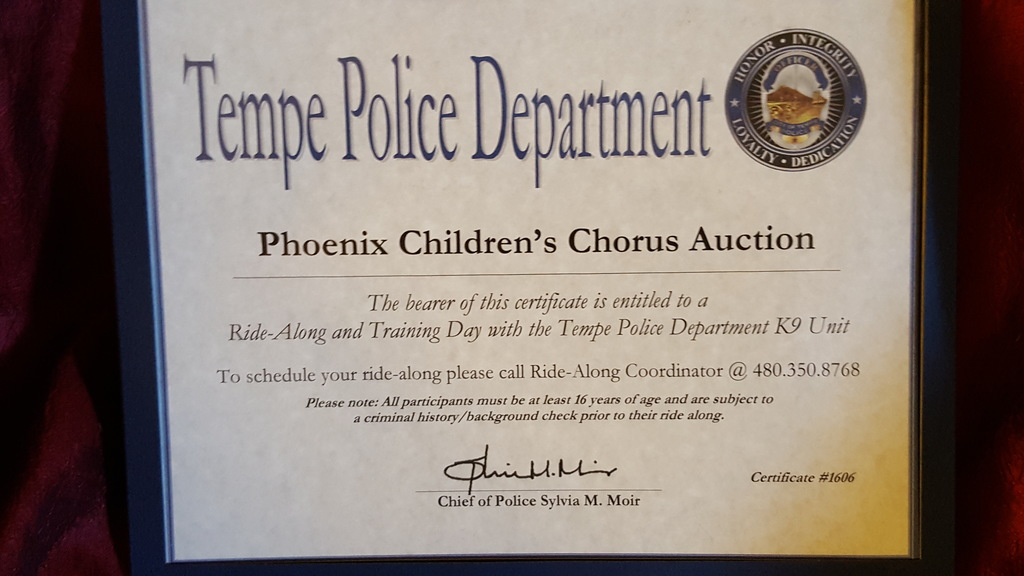 Tempe Police Department
HONOR • INTEGRITY
LOYALTY • DEDICATION
Phoenix Children's Chorus Auction
The bearer of this certificate is entitled to a
Ride-Along and Training Day with the Tempe Police Department K9 Unit
To schedule your ride-along please call Ride-Along Coordinator @ 480.350.8768
Please note: All participants must be at least 16 years of age and are subject to
a criminal history/background check prior to their ride along.
Chief of Police Sylvia M. Moir
Certificate #1606